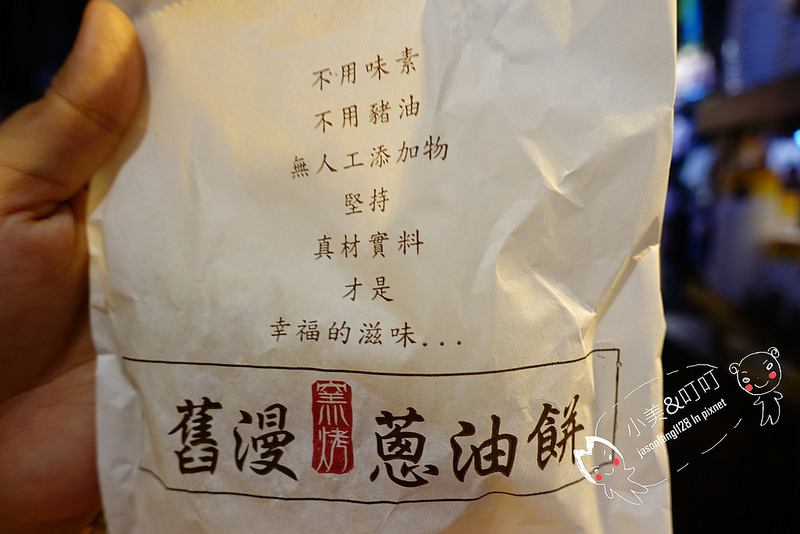 不用味素
不用豬油
無人工添加物
堅持
真材實料
才是
幸福的滋味...
舊漫窯烤蔥油餅
小美&叮叮
jasonfang1128 in pixnet